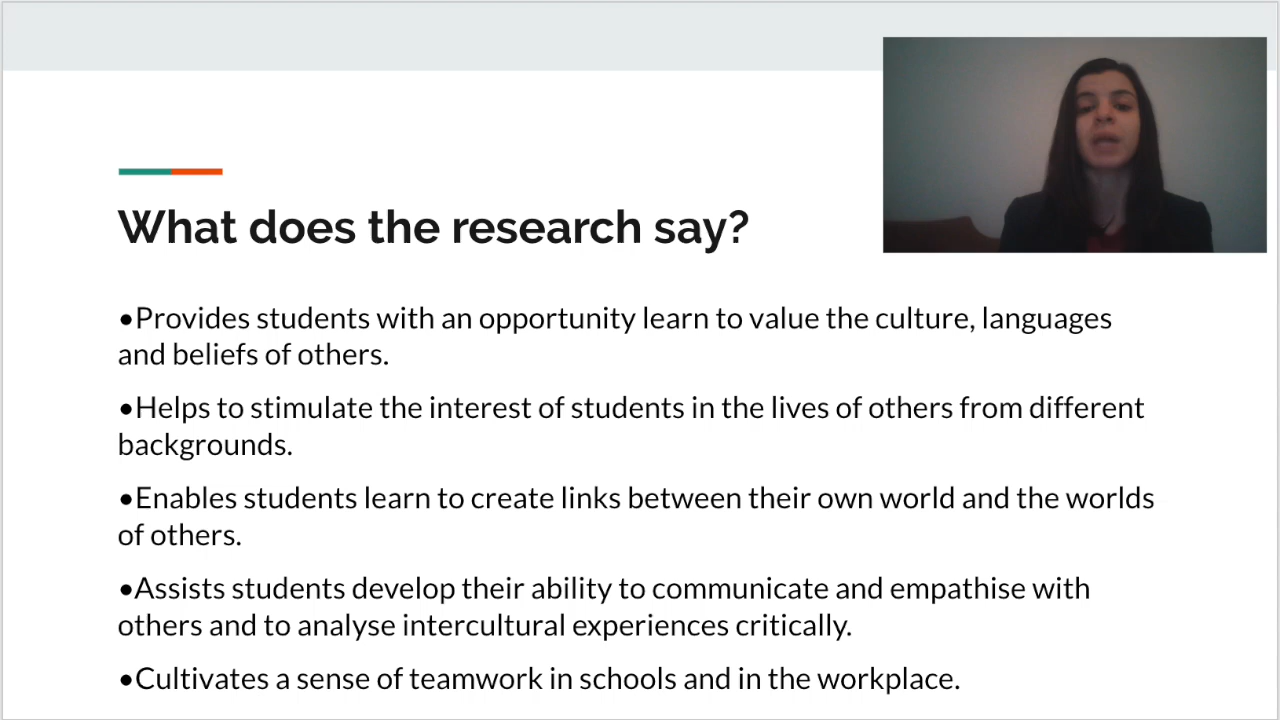 What does the research say?
●Provides students with an opportunity learn to value the culture, languages
and beliefs of others.
●Helps to stimulate the interest of students in the lives of others from different
backgrounds.
●Enables students learn to create links between their own world and the worlds
of others.
●Assists students develop their ability to communicate and empathise with
others and to analyse intercultural experiences critically.
●Cultivates a sense of teamwork in schools and in the workplace.